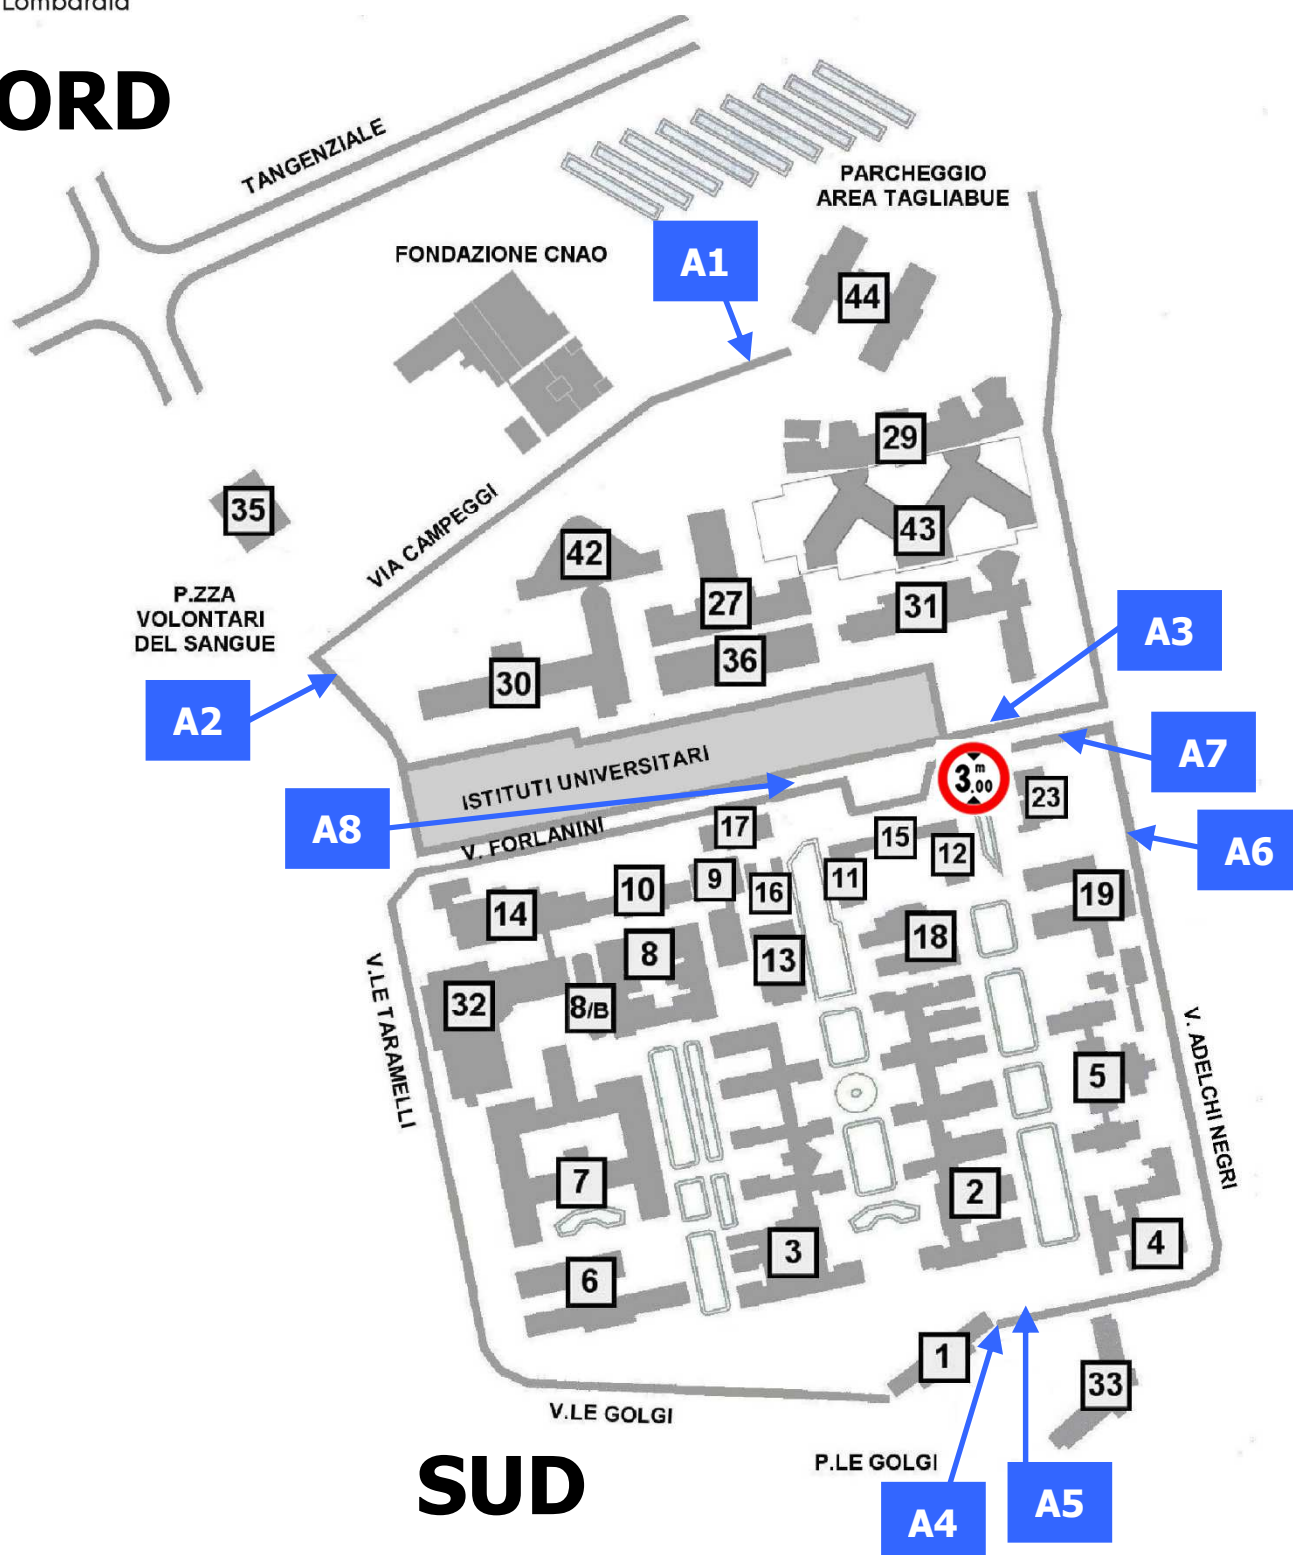 Lombardia
ORD
TANGENZIALE
PARCHEGGIO
AREA TAGLIABUE
FONDAZIONE CNAO
A1
44
29
35
VIA CAMPEGGI
42
43
P.ZZA
VOLONTARI
DEL SANGUE
27
31
A3
36
30
A2
ISTITUTI UNIVERSITARI
3 m
.00
A7
23
A8
V. FORLANINI
17
15
12
A6
14
10
9
16
11
19
18
8
13
32
8/B
V.LE TARAMELLI
V. ADELCHI NEGRI
5
7
2
3
4
6
1
33
V.LE GOLGI
P.LE GOLGI
SUD
A4
A5